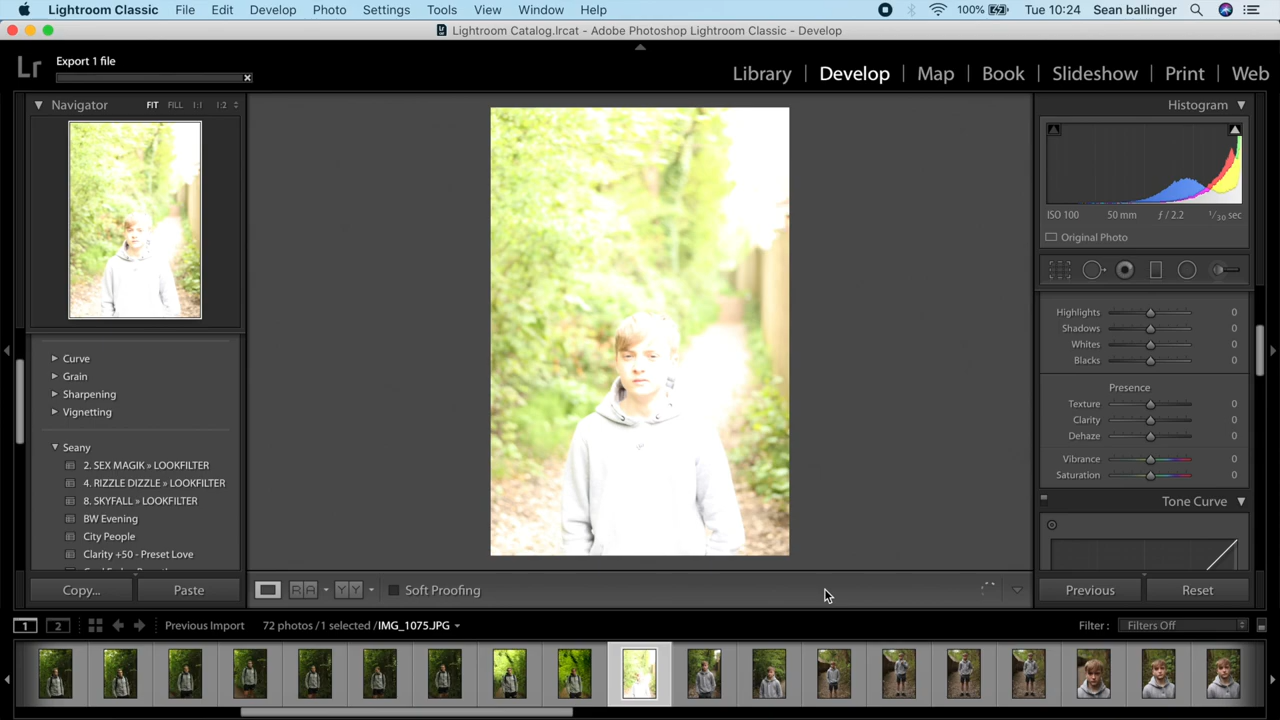 Lightroom Classic File Edit Develop Photo Settings Tools View Window Help 100% Tue 10:24 Sean ballinger
Lightroom Catalog.lrcat - Adobe Photoshop Lightroom Classic - Develop
Lr Export 1 file
Library | Develop | Map | Book | Slideshow | Print | Web
Navigator FIT FILL 1:1 1:2
Histogram
ISO 100 50 mm ƒ / 2.2 1/30 sec
Original Photo
Highlights 0
Shadows 0
Whites 0
Blacks 0
Presence
Texture 0
Clarity 0
Dehaze 0
Vibrance 0
Saturation 0
Tone Curve
Curve
Grain
Sharpening
Vignetting
Seany
2. SEX MAGIK » LOOKFILTER
4. RIZZLE DIZZLE » LOOKFILTER
8. SKYFALL » LOOKFILTER
BW Evening
City People
Clarity +50 - Preset Love
Copy... Paste
R A Y Y Soft Proofing
Previous Reset
1 2 Previous Import 72 photos / 1 selected / IMG_1075.JPG
Filter : Filters Off